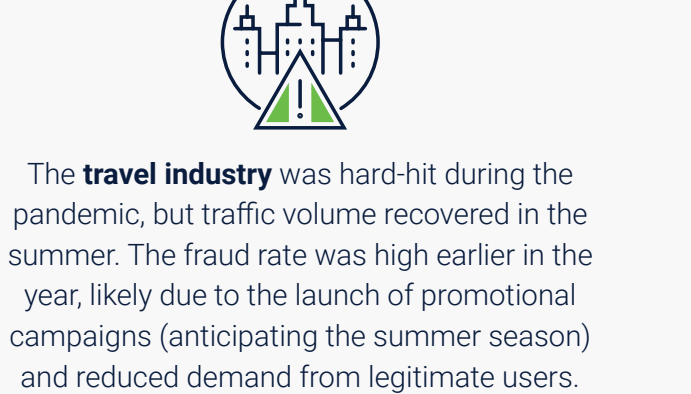 The travel industry was hard-hit during the
pandemic, but traffic volume recovered in the
summer. The fraud rate was high earlier in the
year, likely due to the launch of promotional
campaigns (anticipating the summer season)
and reduced demand from legitimate users.